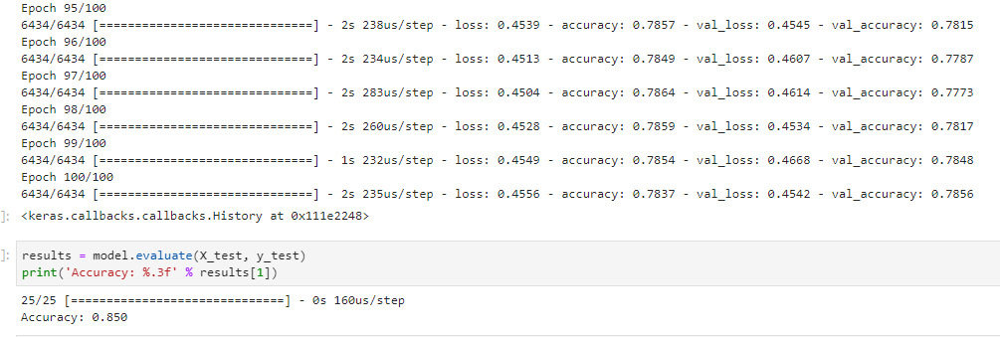 Epoch 95/100
6434/6434 [==============================] - 2s 238us/step - loss: 0.4539 - accuracy: 0.7857 - val_loss: 0.4545 - val_accuracy: 0.7815
Epoch 96/100
6434/6434 [==============================] - 2s 234us/step - loss: 0.4513 - accuracy: 0.7849 - val_loss: 0.4607 - val_accuracy: 0.7787
Epoch 97/100
6434/6434 [==============================] - 2s 283us/step - loss: 0.4504 - accuracy: 0.7864 - val_loss: 0.4614 - val_accuracy: 0.7773
Epoch 98/100
6434/6434 [==============================] - 2s 260us/step - loss: 0.4528 - accuracy: 0.7859 - val_loss: 0.4534 - val_accuracy: 0.7817
Epoch 99/100
6434/6434 [==============================] - 1s 232us/step - loss: 0.4549 - accuracy: 0.7854 - val_loss: 0.4668 - val_accuracy: 0.7848
Epoch 100/100
6434/6434 [==============================] - 2s 235us/step - loss: 0.4556 - accuracy: 0.7837 - val_loss: 0.4542 - val_accuracy: 0.7856
]: <keras.callbacks.callbacks.History at 0x111e2248>
]: results = model.evaluate(X_test, y_test)
print('Accuracy: %.3f' % results[1])
25/25 [==============================] - 0s 160us/step
Accuracy: 0.850